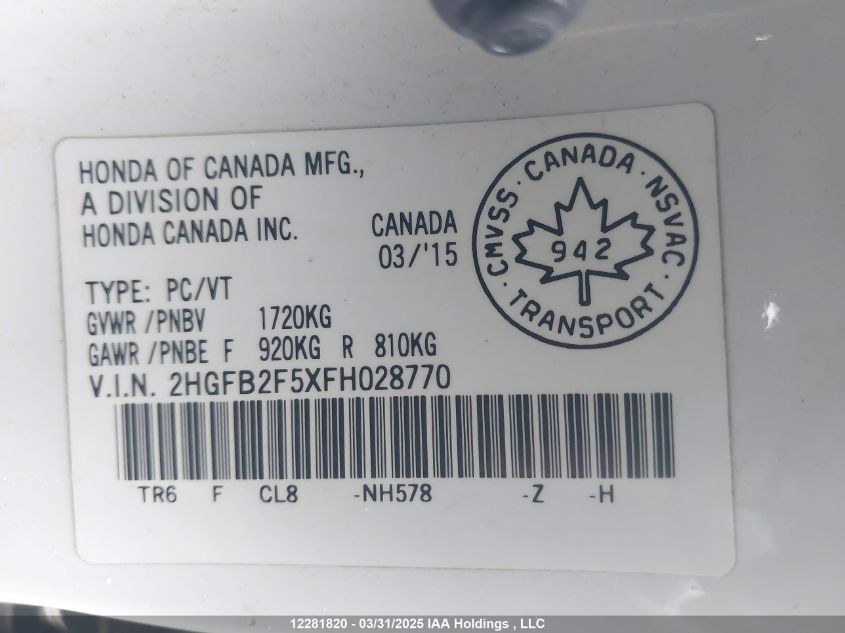 HONDA OF CANADA MFG.,
A DIVISION OF
HONDA CANADA INC.
CANADA
03/'15
CMVSS · CANADA · NSVAC · TRANSPORT ·
942
TYPE: PC/VT
GVWR /PNBV 1720KG
GAWR /PNBE F 920KG R 810KG
V.I.N. 2HGFB2F5XFH028770
TR6 F CL8 -NH578 -Z -H
12281820 - 03/31/2025 IAA Holdings , LLC